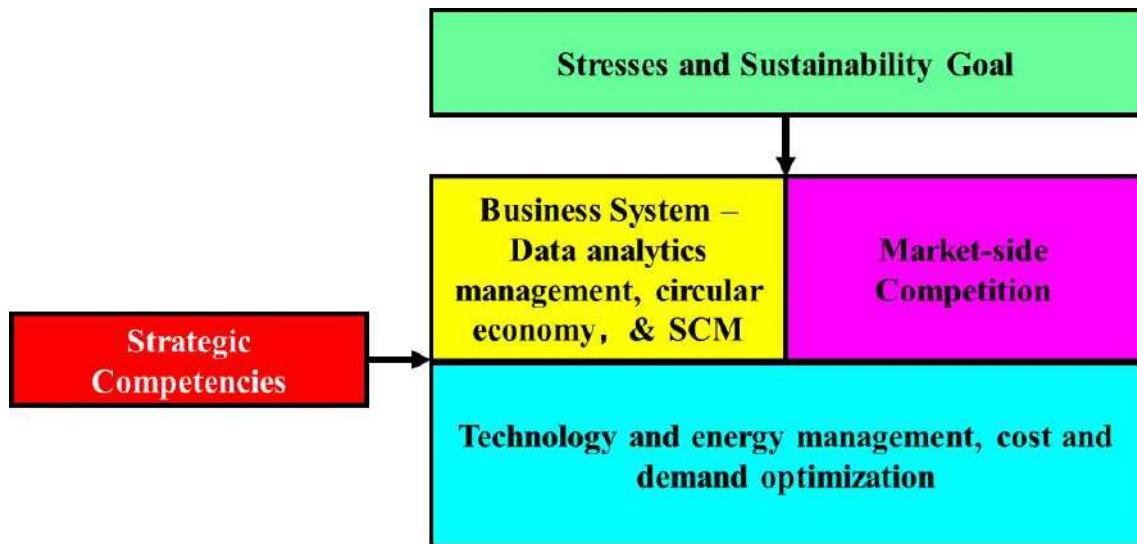 Stresses and Sustainability Goal
Business System –
Data analytics
management, circular
economy, & SCM
Market-side
Competition
Strategic
Competencies
Technology and energy management, cost and
demand optimization